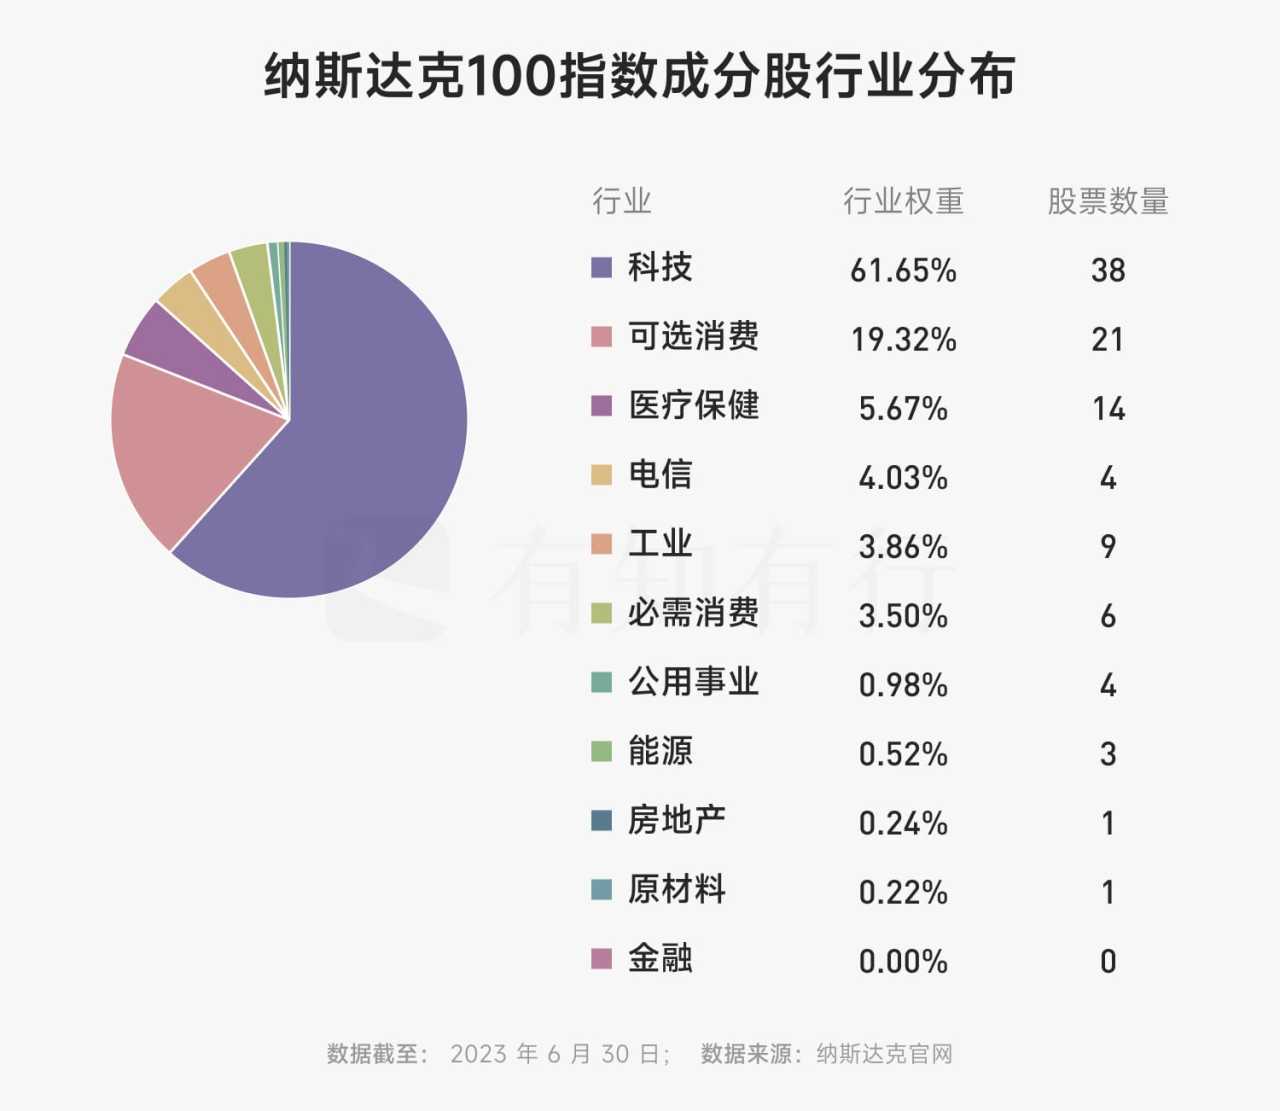 纳斯达克100指数成分股行业分布
行业 行业权重 股票数量
科技 61.65% 38
可选消费 19.32% 21
医疗保健 5.67% 14
电信 4.03% 4
工业 3.86% 9
必需消费 3.50% 6
公用事业 0.98% 4
能源 0.52% 3
房地产 0.24% 1
原材料 0.22% 1
金融 0.00% 0
有知有行
数据截至： 2023 年 6 月 30 日； 数据来源：纳斯达克官网